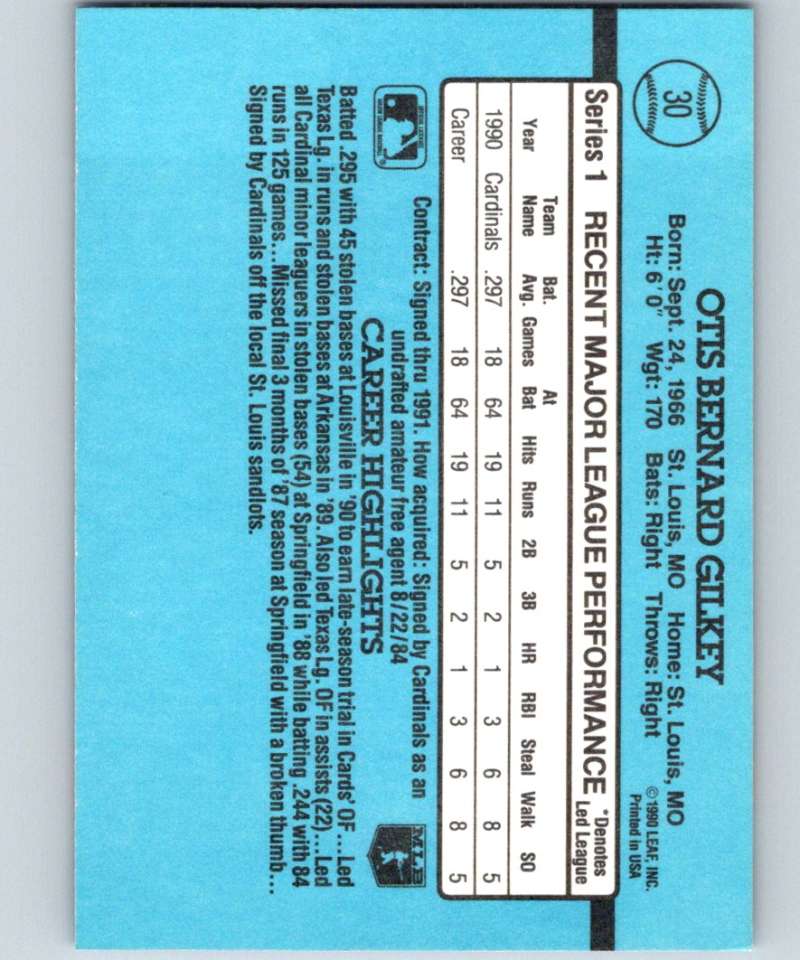 30
OTIS BERNARD GILKEY
Born: Sept. 24, 1966 St. Louis, MO Home: St. Louis, MO
Ht: 6' 0" Wgt: 170 Bats: Right Throws: Right
©1990 LEAF, INC.
Printed in USA
Series 1 RECENT MAJOR LEAGUE PERFORMANCE *Denotes Led League
Team Bat. At
Year Name Avg. Games Bat Hits Runs 2B 3B HR RBI Steal Walk SO
1990 Cardinals .297 18 64 19 11 5 2 1 3 6 8 5
Career .297 18 64 19 11 5 2 1 3 6 8 5
OFFICIAL LICENSEE
MAJOR LEAGUE BASEBALL
®
Contract: Signed thru 1991. How acquired: Signed by Cardinals as an
undrafted amateur free agent 8/22/84
MLB
CAREER HIGHLIGHTS
Batted .295 with 45 stolen bases at Louisville in '90 to earn late-season trial in Cards' OF...Led
Texas Lg. in runs and stolen bases at Arkansas in '89. Also led Texas Lg. OF in assists (22)...Led
all Cardinal minor leaguers in stolen bases (54) at Springfield in '88 while batting .244 with 84
runs in 125 games...Missed final 3 months of '87 season at Springfield with a broken thumb...
Signed by Cardinals off the local St. Louis sandlots.